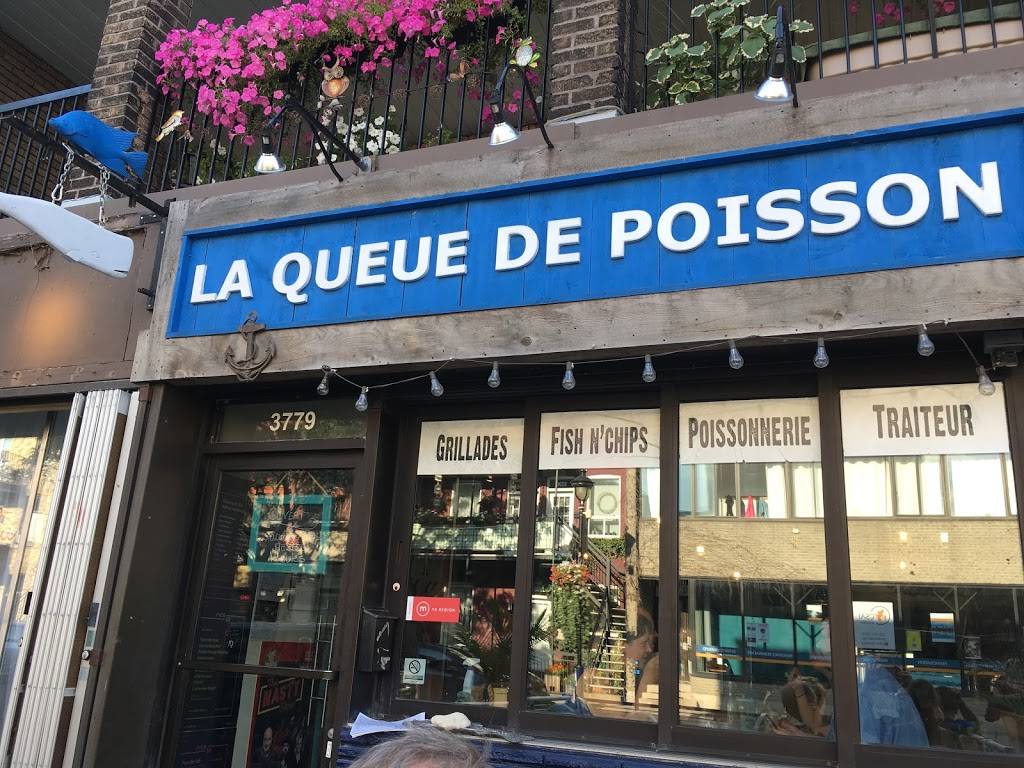 LA QUEUE DE POISSON
3779
GRILLADES
FISH N'CHIPS
POISSONNERIE
TRAITEUR